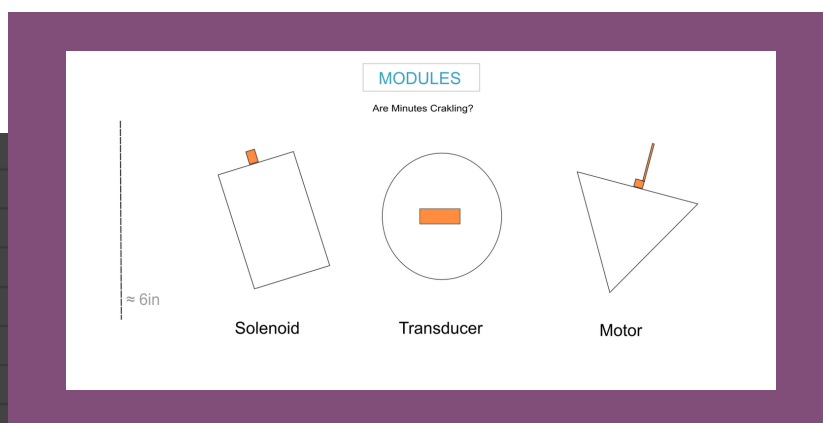 MODULES
Are Minutes Crakling?
≈ 6in
Solenoid
Transducer
Motor